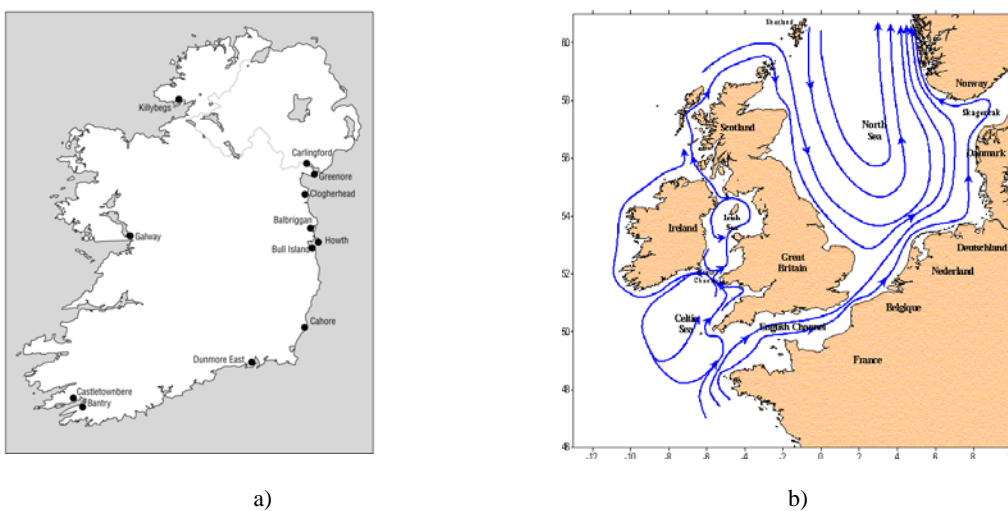 Killybegs
Carlingford
Greenore
Clogherhead
Balbriggan
Howth
Bull Island
Galway
Cahore
Dunmore East
Castletownbere
Bantry
a)
60
58
56
54
52
50
48
46
-12
-10
-8
-6
-4
-2
0
2
4
6
8
Shetland
Norway
Skagerrak
North
Sea
Scotland
Danmark
Irish
Sea
Ireland
Great
Britain
Deutschland
Nederland
Belgique
Celtic
Sea
English Channel
France
b)